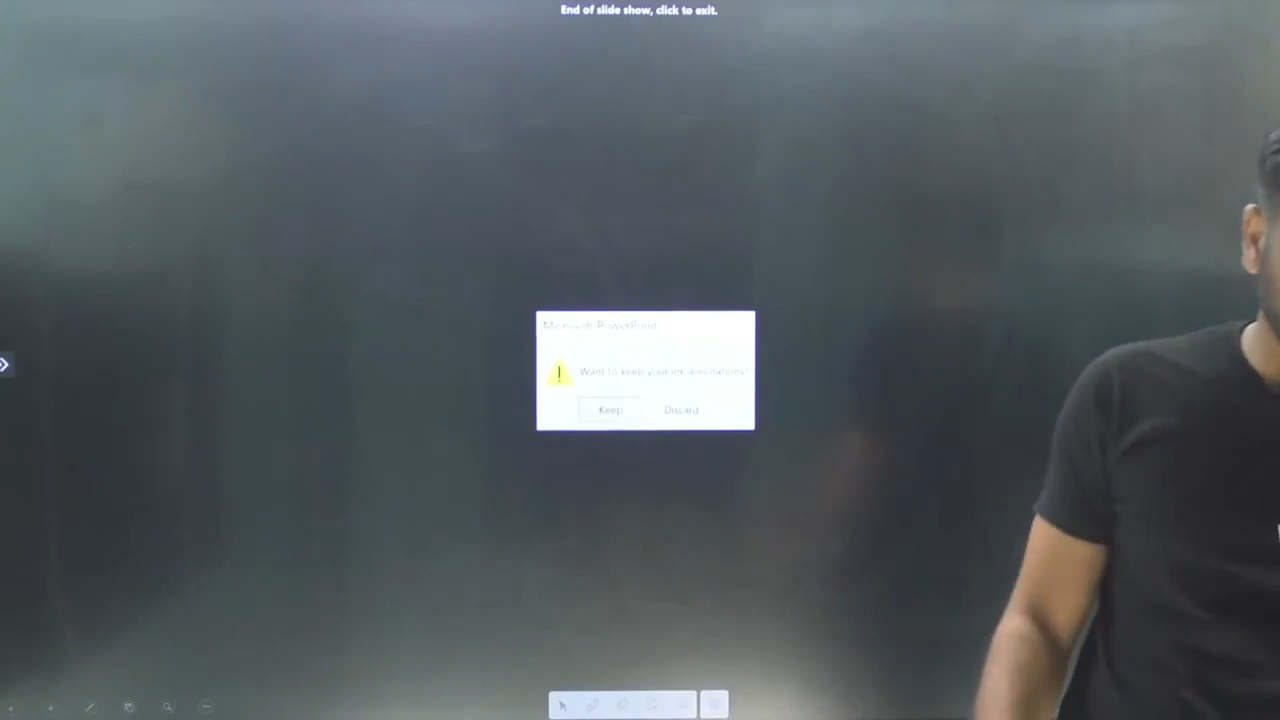 End of slide show, click to exit.
Microsoft PowerPoint
Want to keep your ink annotations?
Keep
Discard